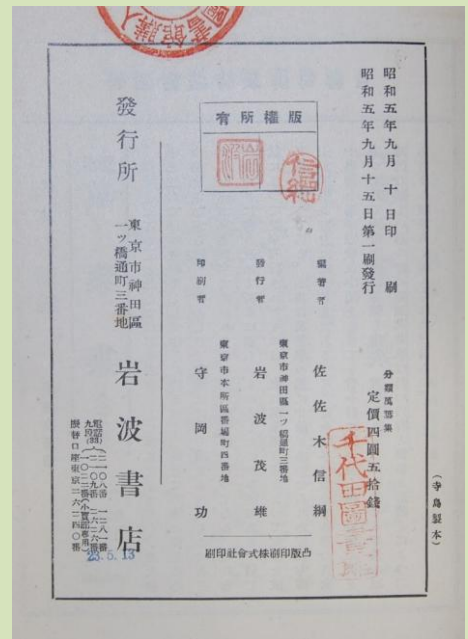 昭和五年九月 十 日印 刷
昭和五年九月十五日第一刷發行
分類萬葉集
定價四圓五拾錢
(寺島製本)
版權所有
信綱
編著者 佐佐木信綱
東京市神田區一ツ橋通町三番地
發行者 岩波茂雄
東京市本所區番場町四番地
印刷者 守岡功
凸版印刷株式會社印刷
發行所
東京市神田區
一ツ橋通町三番地
岩波書店
23.5.13
千代田圖書館